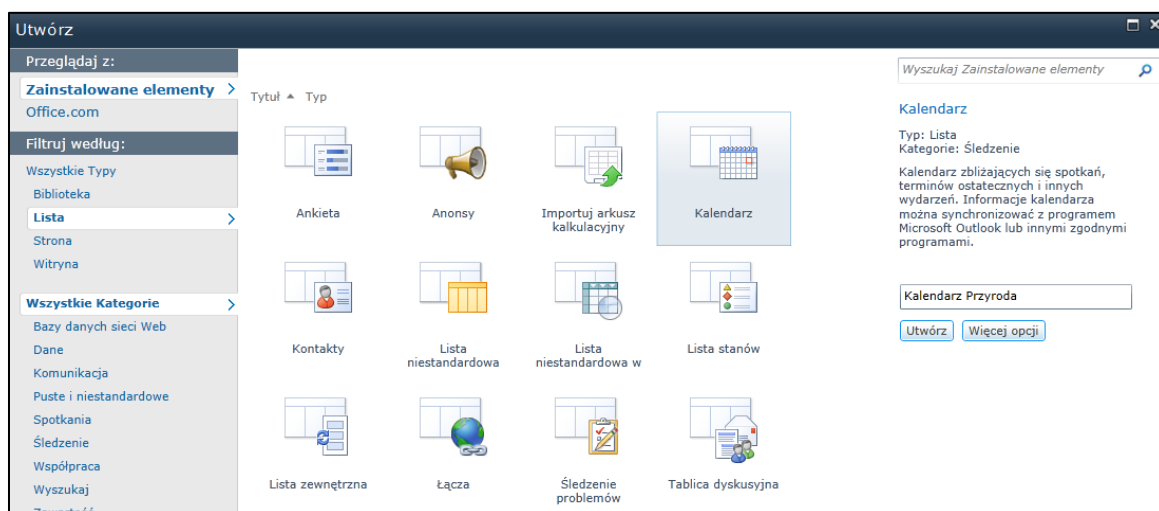 Utwórz
Przeglądaj z:
Zainstalowane elementy
Office.com
Filtruj według:
Wszystkie Typy
Biblioteka
Lista
Strona
Witryna
Wszystkie Kategorie
Bazy danych sieci Web
Dane
Komunikacja
Puste i niestandardowe
Spotkania
Śledzenie
Współpraca
Wyszukaj
Zawartość
Tytuł Typ
Ankieta
Anonsy
Importuj arkusz
kalkulacyjny
Kalendarz
Kontakty
Lista
niestandardowa
Lista
niestandardowa w
Lista stanów
Lista zewnętrzna
Łącza
Śledzenie
problemów
Tablica dyskusyjna
Wyszukaj Zainstalowane elementy
Kalendarz
Typ: Lista
Kategorie: Śledzenie
Kalendarz zbliżających się spotkań,
terminów ostatecznych i innych
wydarzeń. Informacje kalendarza
można synchronizować z programem
Microsoft Outlook lub innymi zgodnymi
programami.
Kalendarz Przyroda
Utwórz Więcej opcji